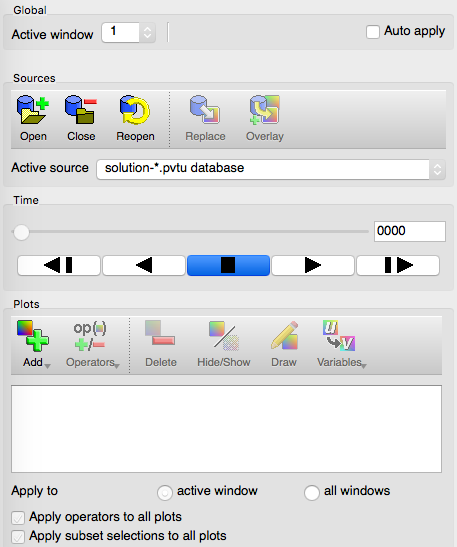 Global
Active window 1 Auto apply
Sources
Open Close Reopen Replace Overlay
Active source solution-*.pvtu database
Time
0000
Plots
op(•)
+/-
u
v
Add Operators Delete Hide/Show Draw Variables
Apply to active window all windows
Apply operators to all plots
Apply subset selections to all plots